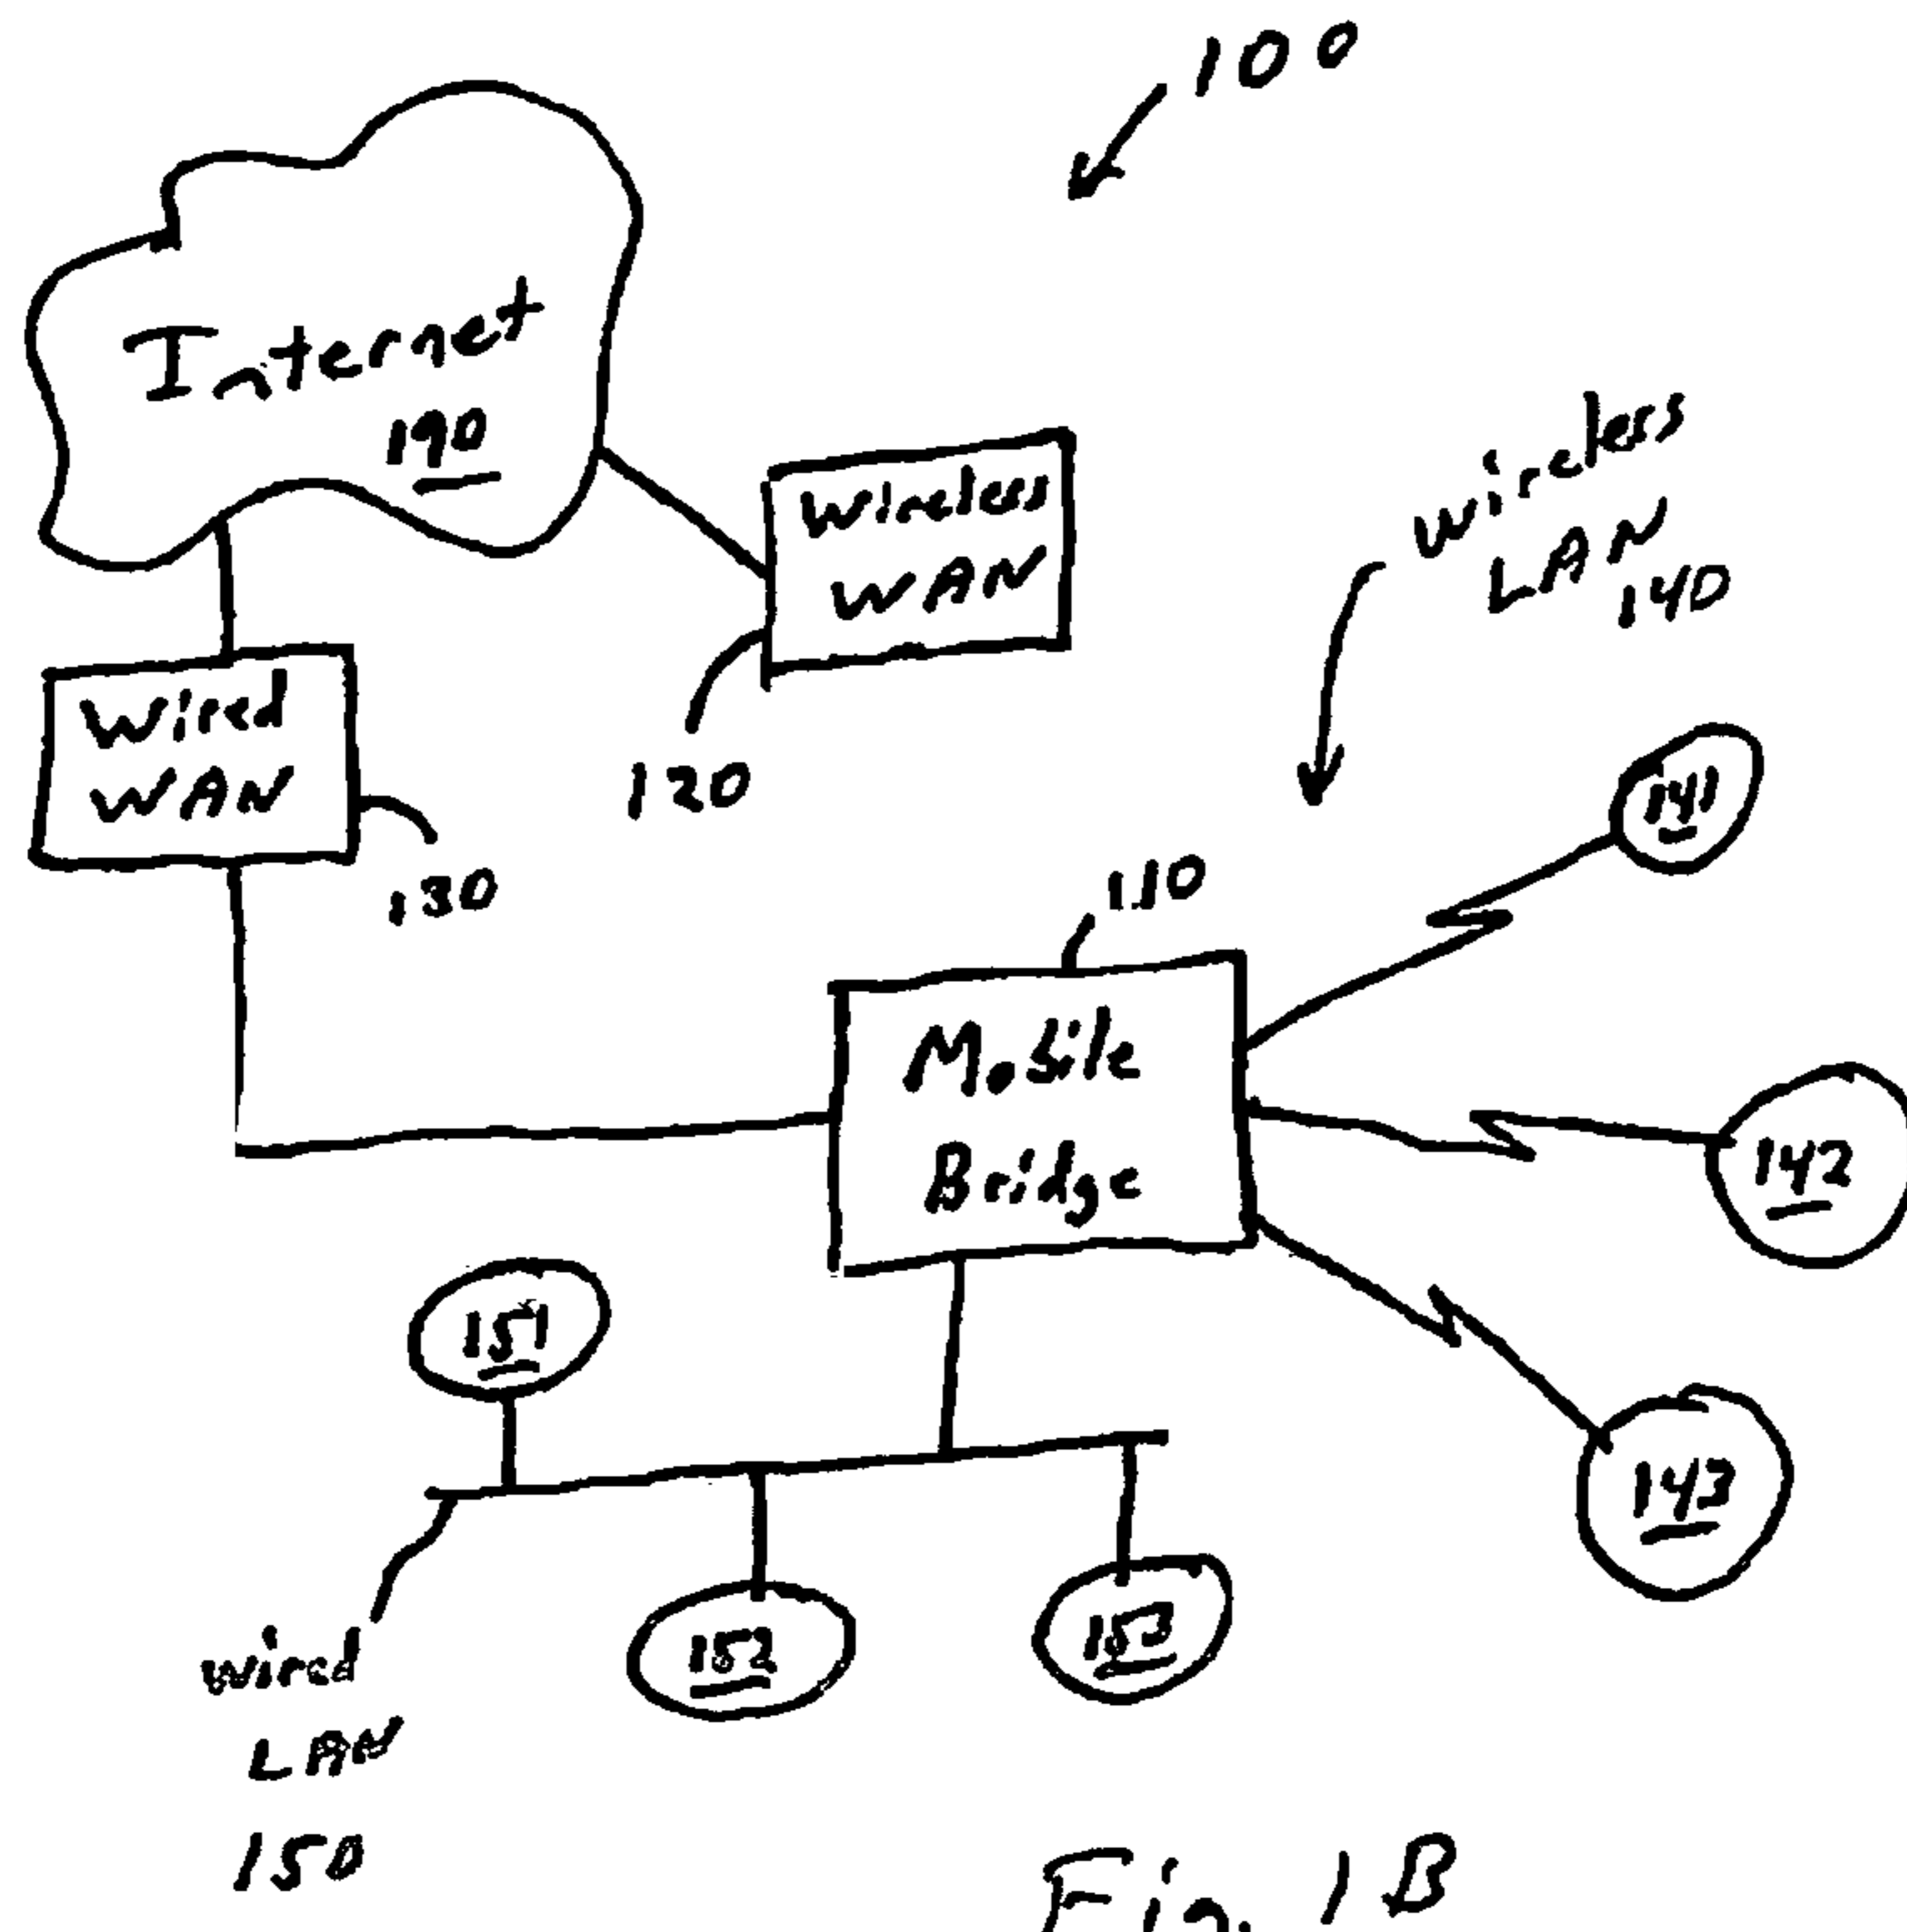 100
Internet
190
Wireless
WAN
120
Wireless
LAN
140
Wired
WAN
130
110
Mobile
Bridge
141
142
143
151
152
153
Wired
LAN
150
Fig. 1B